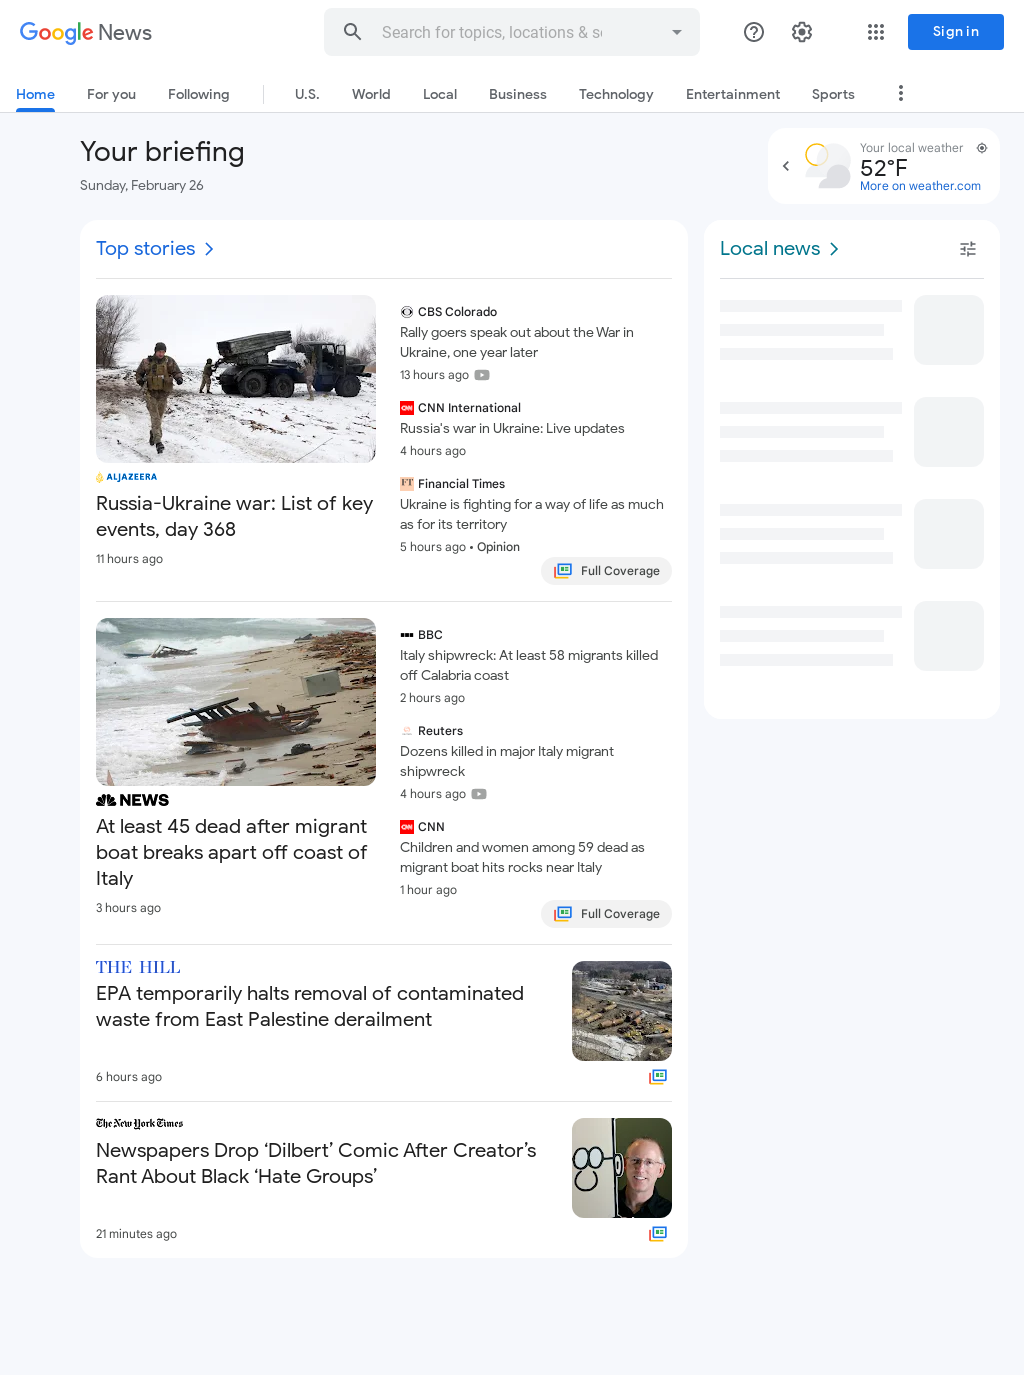 Google News
Search for topics, locations & so
Sign in
Home
For you
Following
U.S.
World
Local
Business
Technology
Entertainment
Sports
Your briefing
Sunday, February 26
Your local weather
52°F
More on weather.com
Top stories
ALJAZEERA
Russia-Ukraine war: List of key
events, day 368
11 hours ago
CBS Colorado
Rally goers speak out about the War in
Ukraine, one year later
13 hours ago
CNN
CNN International
Russia's war in Ukraine: Live updates
4 hours ago
FT
Financial Times
Ukraine is fighting for a way of life as much
as for its territory
5 hours ago • Opinion
Full Coverage
NEWS
At least 45 dead after migrant
boat breaks apart off coast of
Italy
3 hours ago
BBC
Italy shipwreck: At least 58 migrants killed
off Calabria coast
2 hours ago
Reuters
Dozens killed in major Italy migrant
shipwreck
4 hours ago
CNN
CNN
Children and women among 59 dead as
migrant boat hits rocks near Italy
1 hour ago
Full Coverage
THE HILL
EPA temporarily halts removal of contaminated
waste from East Palestine derailment
6 hours ago
The New York Times
Newspapers Drop ‘Dilbert’ Comic After Creator’s
Rant About Black ‘Hate Groups’
21 minutes ago
Local news